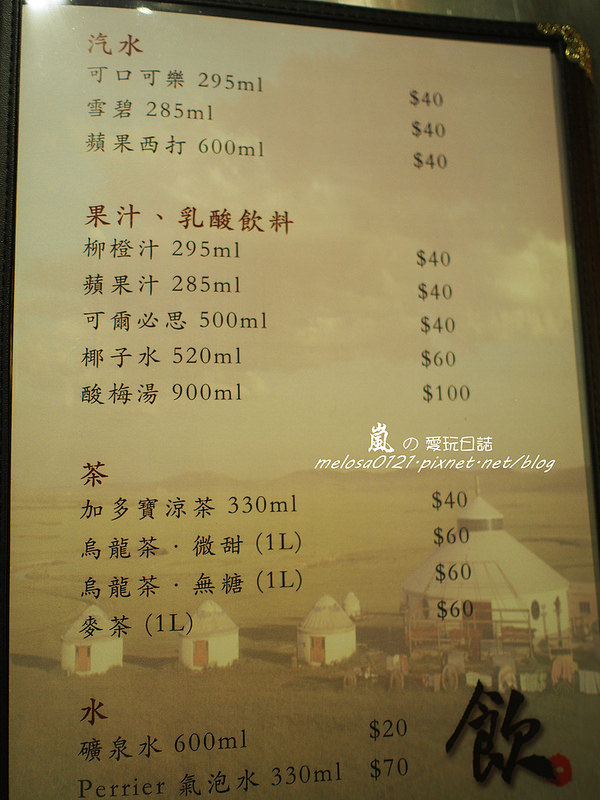 汽水
可口可樂 295ml $40
雪碧 285ml $40
蘋果西打 600ml $40
果汁、乳酸飲料
柳橙汁 295ml $40
蘋果汁 285ml $40
可爾必思 500ml $40
椰子水 520ml $60
酸梅湯 900ml $100
嵐の愛玩日誌
melosa0121.pixnet.net/blog
茶
加多寶涼茶 330ml $40
烏龍茶・微甜 (1L) $60
烏龍茶・無糖 (1L) $60
麥茶 (1L) $60
水
礦泉水 600ml $20
Perrier 氣泡水 330ml $70
飲